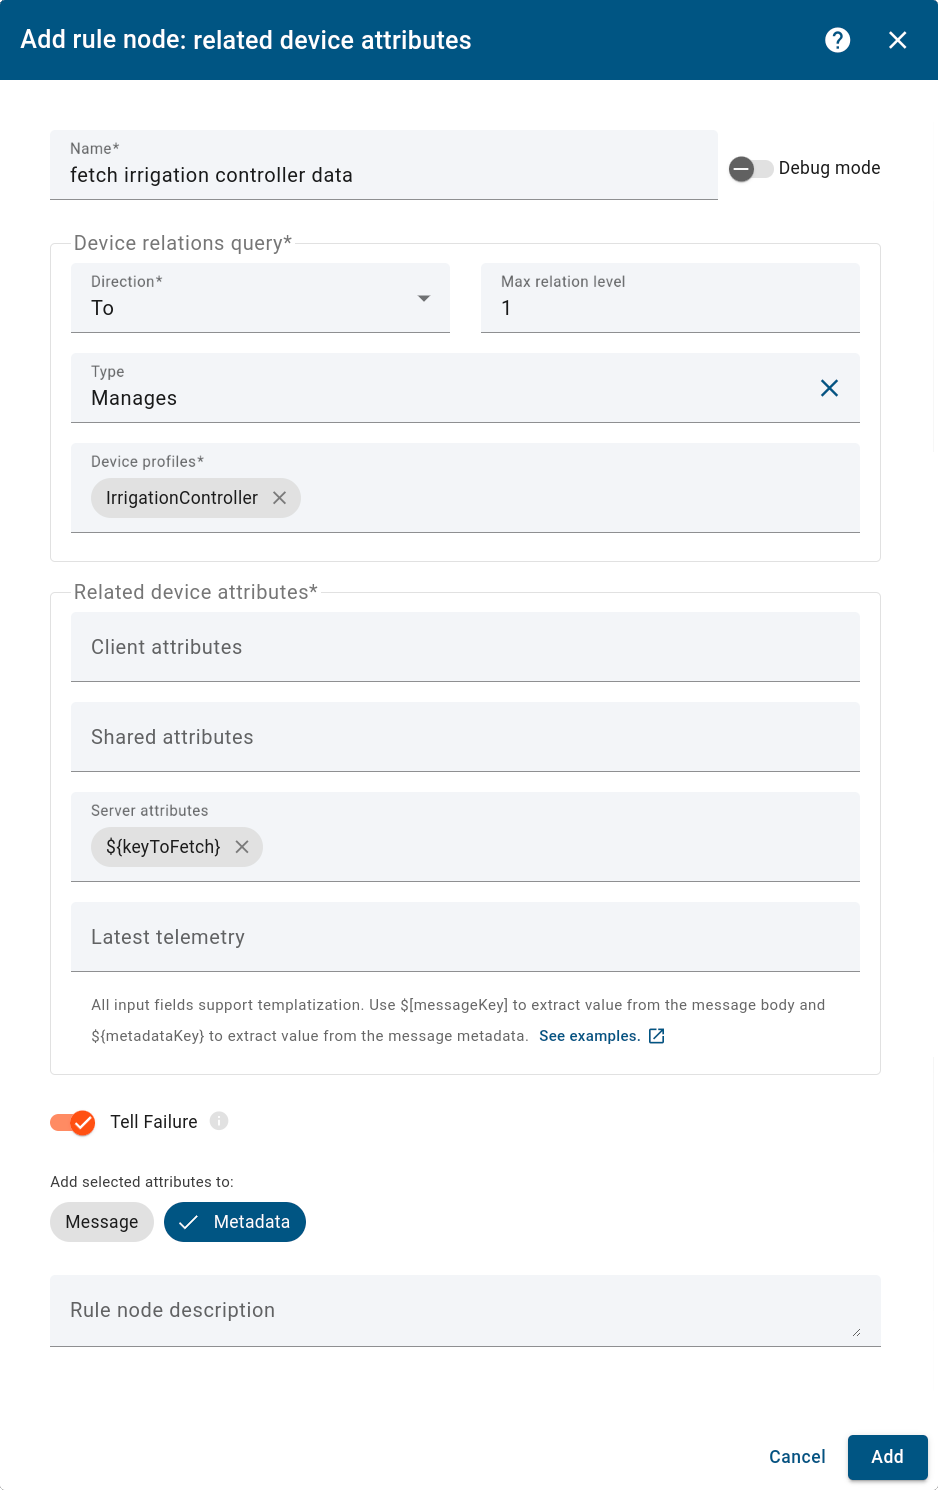 Add rule node: related device attributes
Name*
fetch irrigation controller data
Debug mode
Device relations query*
Direction*
To
Max relation level
1
Type
Manages
Device profiles*
IrrigationController
Related device attributes*
Client attributes
Shared attributes
Server attributes
${keyToFetch}
Latest telemetry
All input fields support templatization. Use $[messageKey] to extract value from the message body and
${metadataKey} to extract value from the message metadata. See examples.
Tell Failure
Add selected attributes to:
Message
Metadata
Rule node description
Cancel
Add